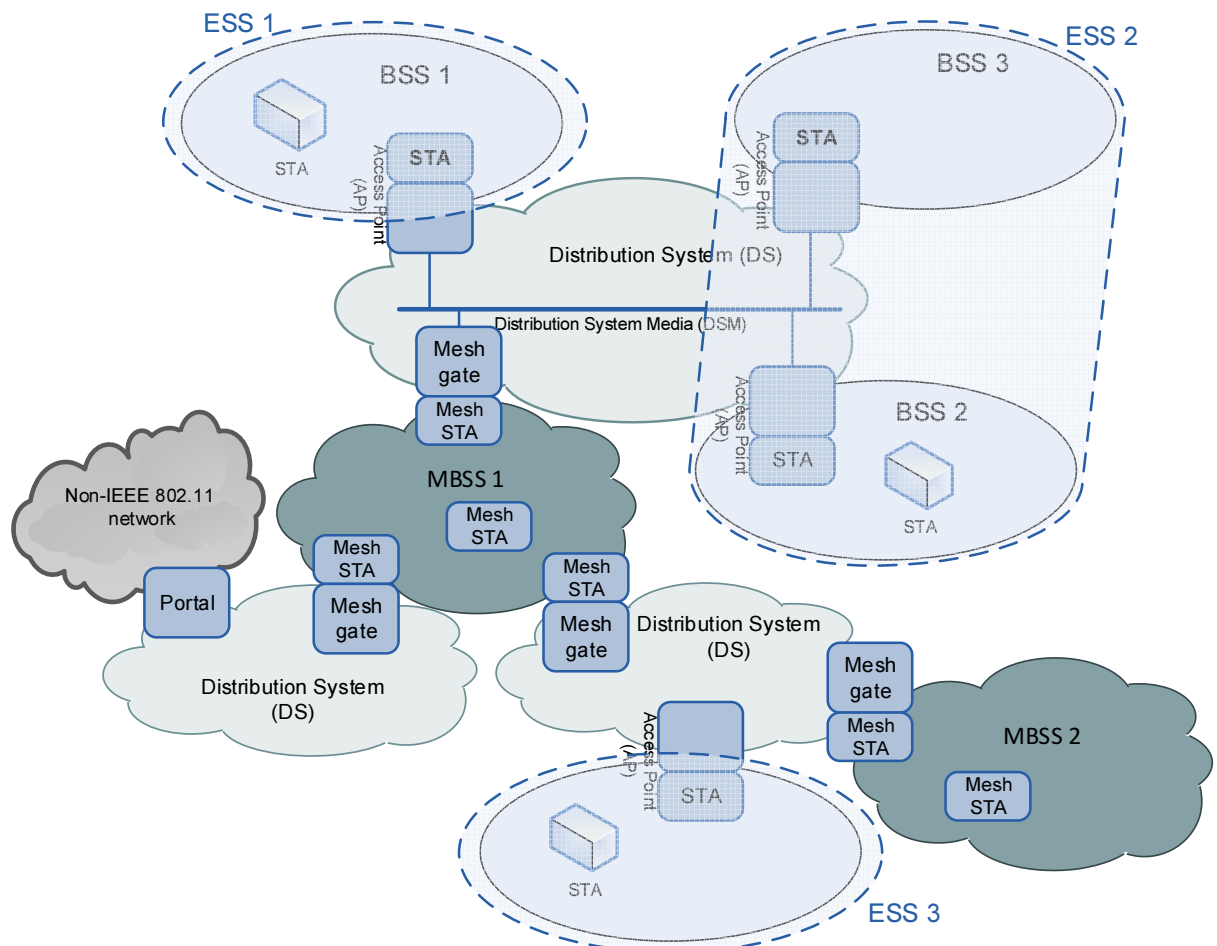 ESS 1
ESS 2
BSS 1
BSS 3
STA
STA
Access Point
(AP)
STA
Access Point
(AP)
Distribution System (DS)
Distribution System Media (DSM)
Mesh
gate
Mesh
STA
Access Point
(AP)
STA
BSS 2
STA
MBSS 1
Mesh
STA
Non-IEEE 802.11
network
Portal
Mesh
STA
Mesh
gate
Distribution System
(DS)
Mesh
STA
Mesh
gate
Distribution System
(DS)
Mesh
gate
Mesh
STA
MBSS 2
Mesh
STA
Access Point
(AP)
STA
STA
ESS 3